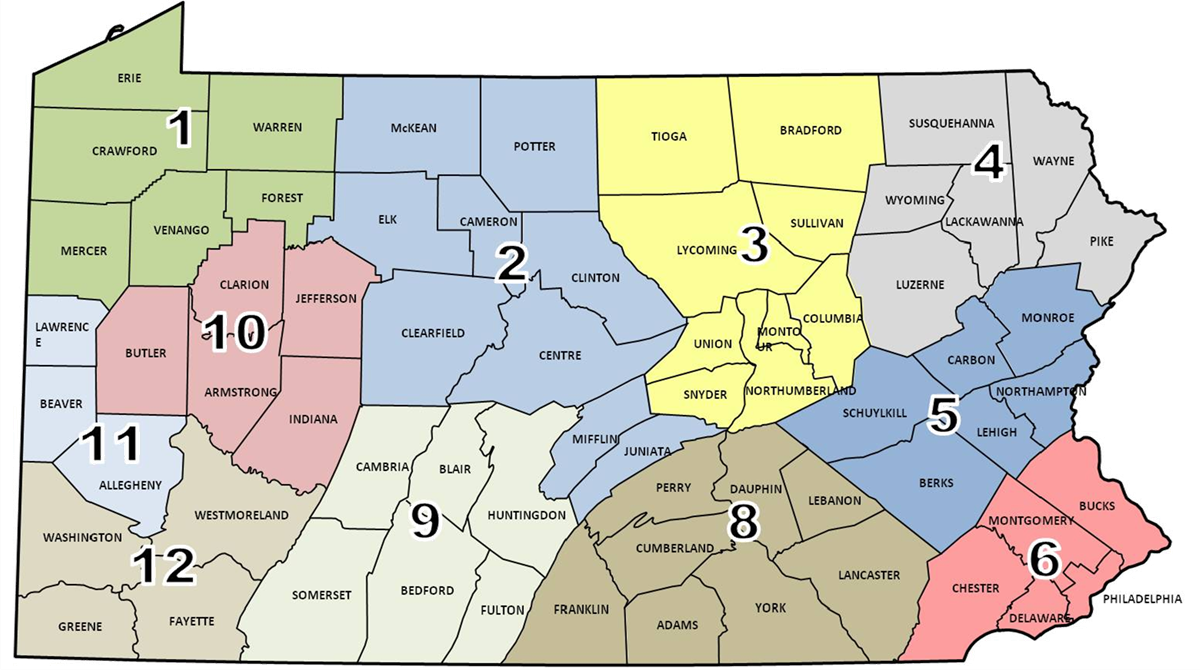 ERIE
1
CRAWFORD
WARREN
McKEAN
POTTER
TIOGA
BRADFORD
SUSQUEHANNA
4
WAYNE
WYOMING
LACKAWANNA
PIKE
MERCER
VENANGO
FOREST
ELK
CAMERON
2
CLINTON
LYCOMING
3
SULLIVAN
LUZERNE
CLARION
JEFFERSON
10
CLEARFIELD
CENTRE
UNION
MONTO
UR
COLUMBIA
MONROE
CARBON
LAWRENC
E
BUTLER
ARMSTRONG
INDIANA
SNYDER
NORTHUMBERLAND
SCHUYLKILL
5
NORTHAMPTON
LEHIGH
BEAVER
11
ALLEGHENY
CAMBRIA
BLAIR
MIFFLIN
JUNIATA
HUNTINGDON
9
PERRY
DAUPHIN
LEBANON
8
BERKS
WASHINGTON
WESTMORELAND
12
CUMBERLAND
LANCASTER
MONTGOMERY
BUCKS
6
CHESTER
DELAWARE
PHILADELPHIA
GREENE
FAYETTE
SOMERSET
BEDFORD
FULTON
FRANKLIN
ADAMS
YORK